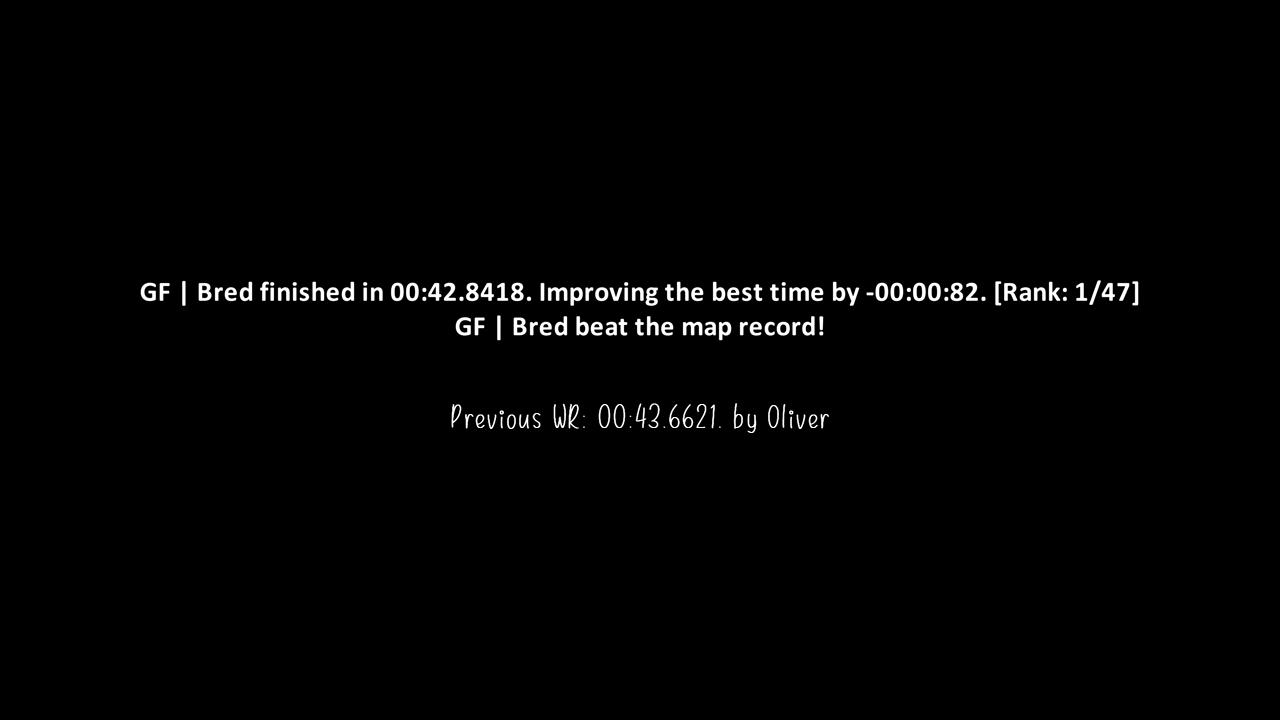 GF | Bred finished in 00:42.8418. Improving the best time by -00:00:82. [Rank: 1/47]
GF | Bred beat the map record!
Previous WR: 00:43.6621. by Oliver